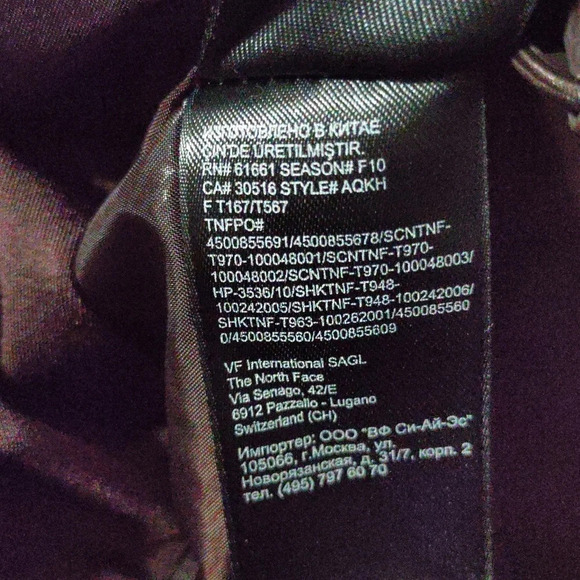 ИЗГОТОВЛЕНО В КИТАЕ
ÇİN'DE ÜRETİLMİŞTİR.
RN# 61661 SEASON# F10
CA# 30516 STYLE# AQKH
F T167/T567
TNFPO#
4500855691/4500855678/SCNTNF-
T970-100048001/SCNTNF-T970-
100048002/SCNTNF-T970-100048003/
HP-3536/10/SHKTNF-T948-
100242005/SHKTNF-T948-100242006/
SHKTNF-T963-100262001/450085560
0/4500855560/4500855609
VF International SAGL
The North Face
Via Senago, 42/E
6912 Pazzallo - Lugano
Switzerland (CH)
Импортер: ООО "ВФ Си-Ай-Эс"
105066, г.Москва, ул.
Новорязанская, д. 31/7, корп. 2
тел. (495) 797 60 70